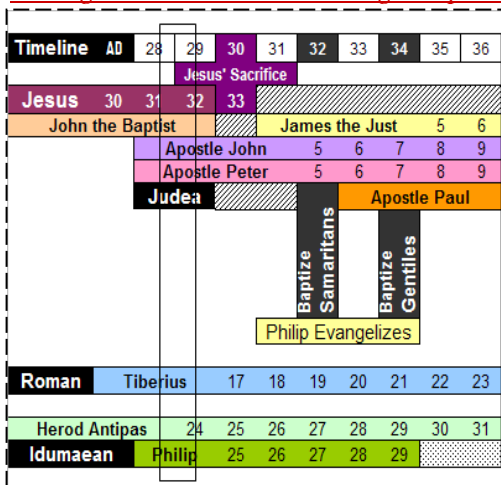 Timeline AD 28 29 30 31 32 33 34 35 36
Jesus' Sacrifice
Jesus 30 31 32 33
John the Baptist James the Just 5 6
Apostle John 5 6 7 8 9
Apostle Peter 5 6 7 8 9
Judea Apostle Paul
Baptize
Samaritans
Baptize
Gentiles
Philip Evangelizes
Roman Tiberius 17 18 19 20 21 22 23
Herod Antipas 24 25 26 27 28 29 30 31
Idumaean Philip 25 26 27 28 29